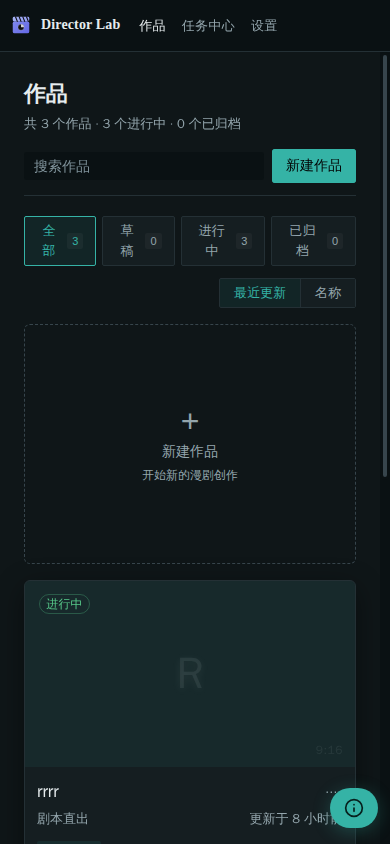 Director Lab 作品 任务中心 设置
作品
共 3 个作品 · 3 个进行中 · 0 个已归档
搜索作品 新建作品
全部 3 草稿 0 进行中 3 已归档 0
最近更新 名称
+
新建作品
开始新的漫剧创作
进行中
R
9:16
rrrr ...
剧本直出 更新于 8 小时前